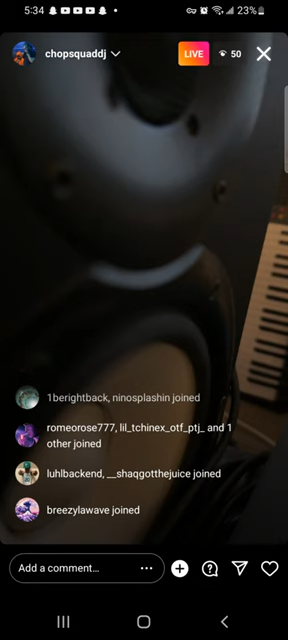 5:34
23%
chopsquaddj
LIVE
50
1berightback, ninosplashin joined
romeorose777, lil_tchinex_otf_ptj_ and 1
other joined
luhlbackend, __shaqgotthejuice joined
breezylawave joined
Add a comment...